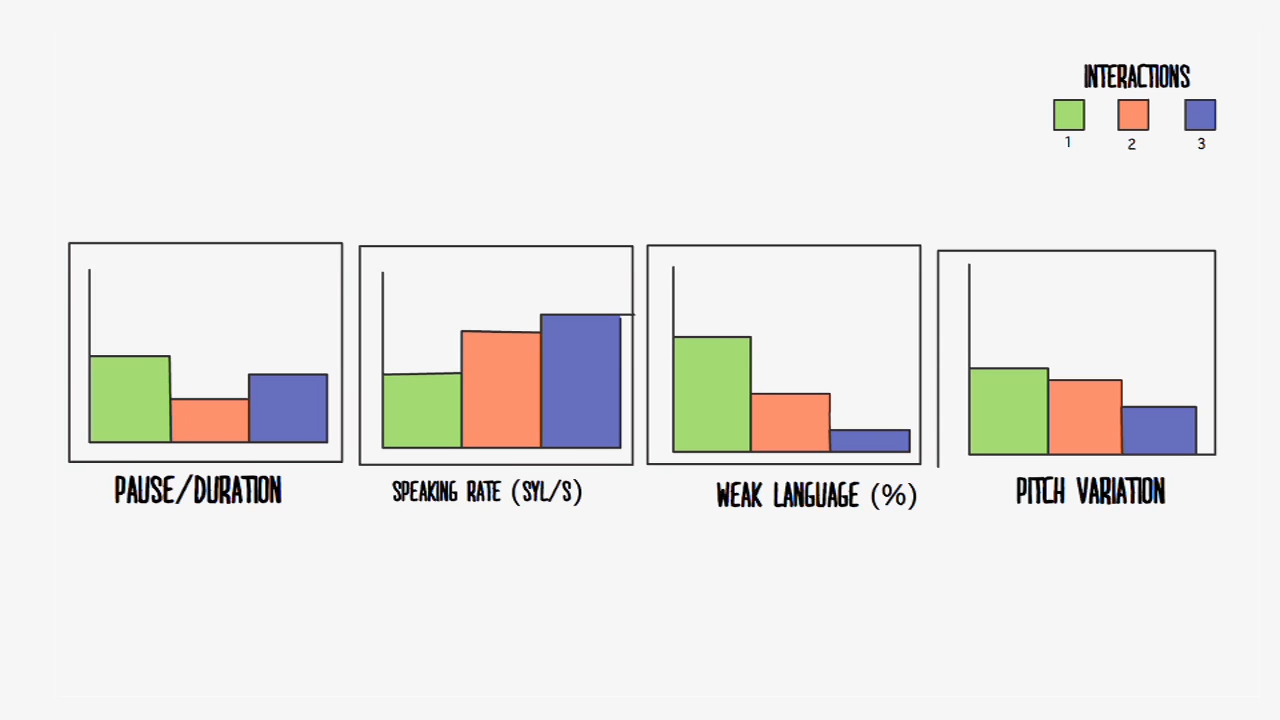 INTERACTIONS
1 2 3
PAUSE/DURATION
SPEAKING RATE (SYL/S)
WEAK LANGUAGE (%)
PITCH VARIATION